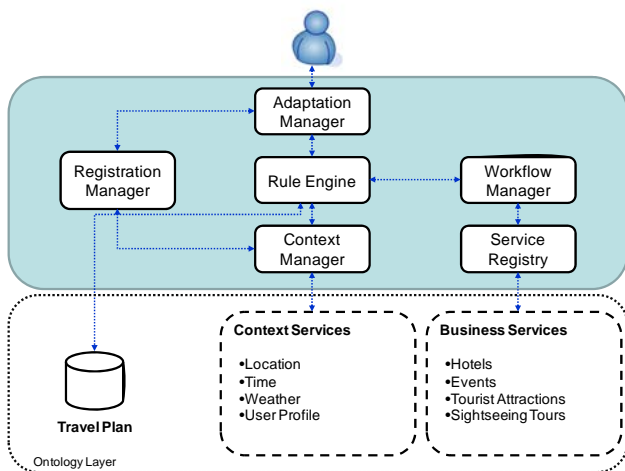 Adaptation
Manager
Registration
Manager
Rule Engine
Workflow
Manager
Context
Manager
Service
Registry
Context Services
•Location
•Time
•Weather
•User Profile
Business Services
•Hotels
•Events
•Tourist Attractions
•Sightseeing Tours
Travel Plan
Ontology Layer